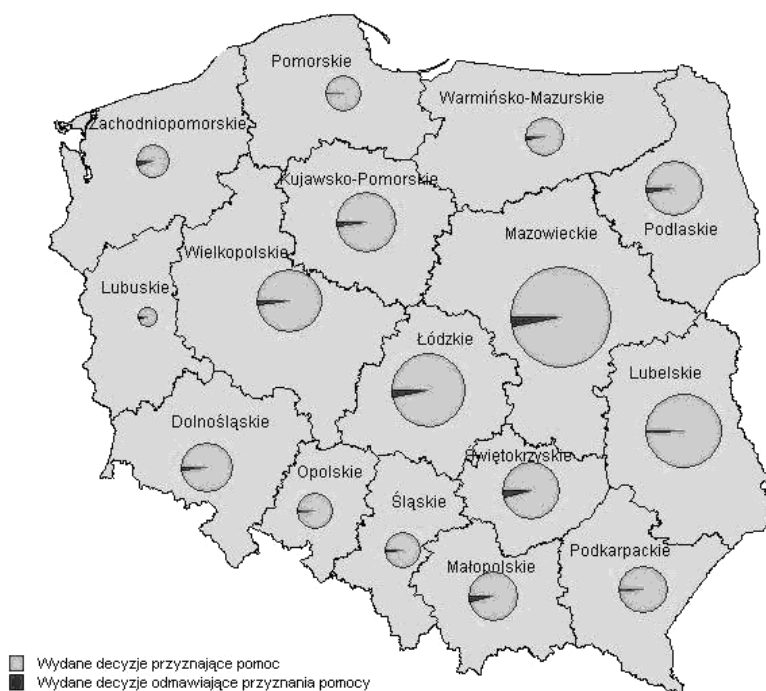 Pomorskie
Warmińsko-Mazurskie
Zachodniopomorskie
Kujawsko-Pomorskie
Podlaskie
Mazowieckie
Wielkopolskie
Lubuskie
Łódzkie
Lubelskie
Dolnośląskie
Świętokrzyskie
Opolskie
Śląskie
Podkarpackie
Małopolskie
Wydane decyzje przyznające pomoc
Wydane decyzje odmawiające przyznania pomocy